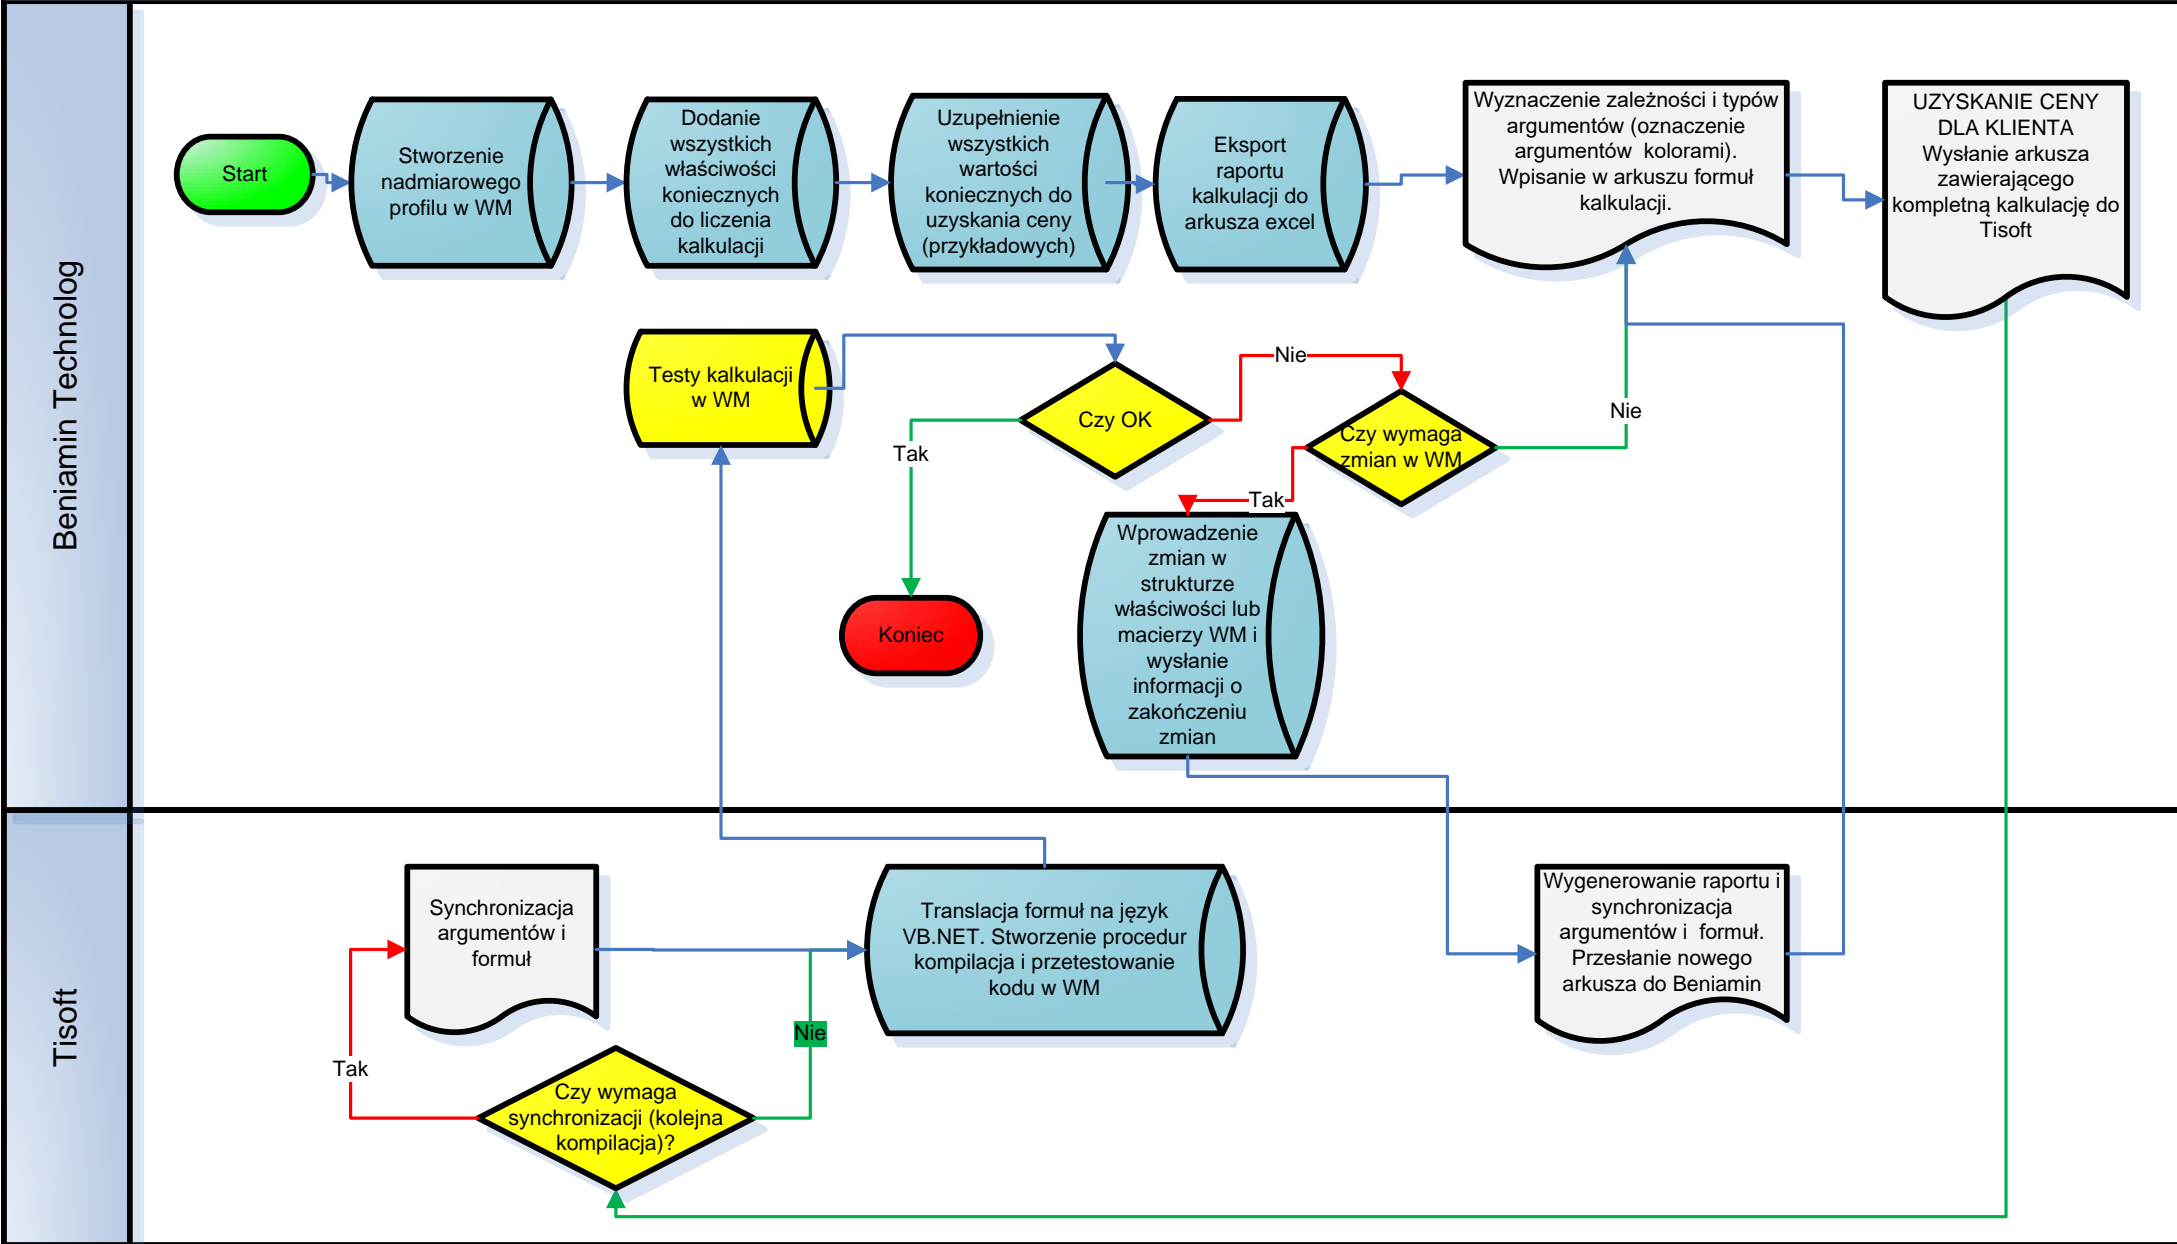 Beniamin Technolog
Start
Stworzenie
nadmiarowego
profilu w WM
Dodanie
wszystkich
właściwości
koniecznych
do liczenia
kalkulacji
Uzupełnienie
wszystkich
wartości
koniecznych do
uzyskania ceny
(przykładowych)
Eksport
raportu
kalkulacji do
arkusza excel
Wyznaczenie zależności i typów
argumentów (oznaczenie
argumentów kolorami).
Wpisanie w arkuszu formuł
kalkulacji.
UZYSKANIE CENY
DLA KLIENTA
Wysłanie arkusza
zawierającego
kompletną kalkulację do
Tisoft
Testy kalkulacji
w WM
Czy OK
Nie
Czy wymaga
zmian w WM
Nie
Tak
Tak
Koniec
Wprowadzenie
zmian w
strukturze
właściwości lub
macierzy WM i
wysłanie
informacji o
zakończeniu
zmian
Tisoft
Synchronizacja
argumentów i
formuł
Translacja formuł na język
VB.NET. Stworzenie procedur
kompilacja i przetestowanie
kodu w WM
Wygenerowanie raportu i
synchronizacja
argumentów i formuł.
Przesłanie nowego
arkusza do Beniamin
Nie
Tak
Czy wymaga
synchronizacji (kolejna
kompilacja)?